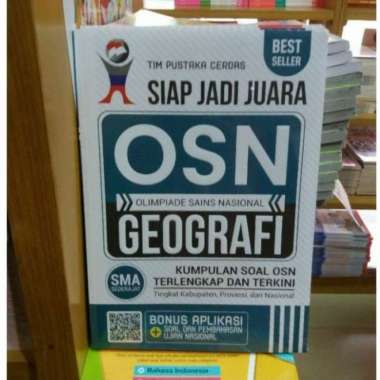 BEST
SELLER
TIM PUSTAKA CERDAS
SIAP JADI JUARA
OSN
OLIMPIADE SAINS NASIONAL
GEOGRAFI
SMA
SEDERAJAT
KUMPULAN SOAL OSN
TERLENGKAP DAN TERKINI
Tingkat Kabupaten, Provinsi, dan Nasional
BONUS APLIKASI
+ SOAL DAN PEMBAHASAN
UJIAN NASIONAL
Bahasa Indonesia